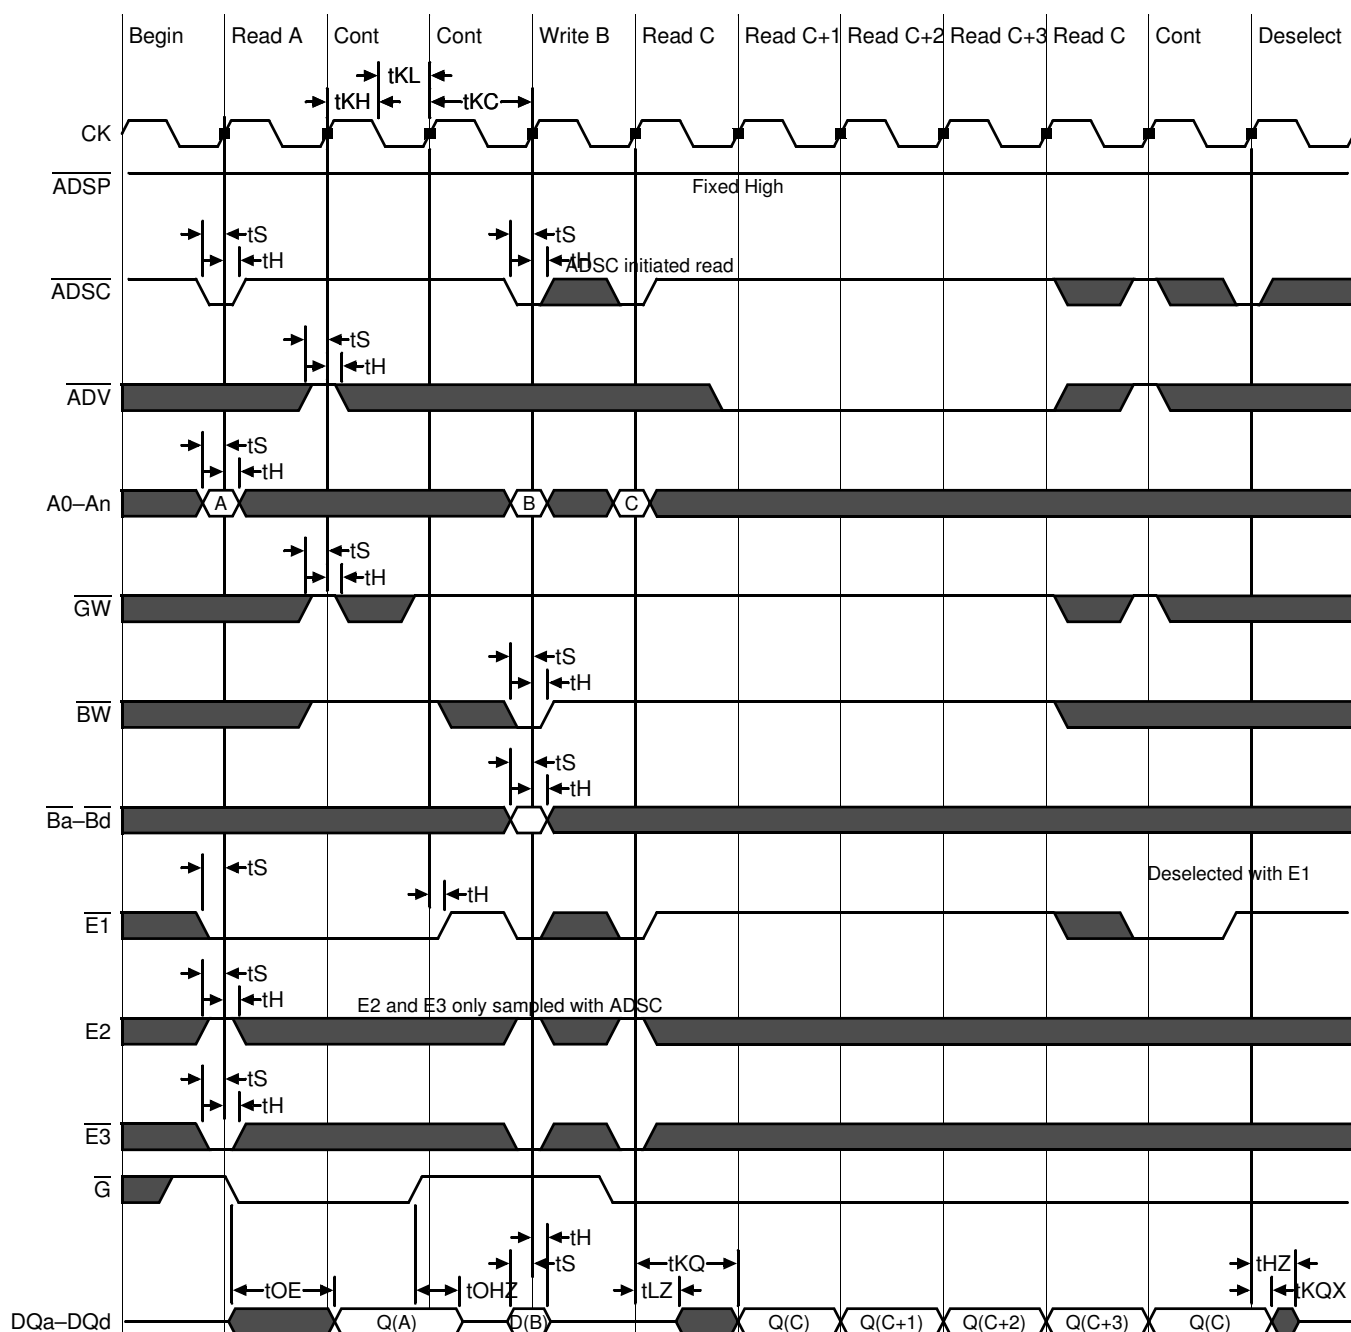 Begin Read A Cont Cont Write B Read C Read C+1 Read C+2 Read C+3 Read C Cont Deselect
tKL
tKH tKC
CK
ADSP
Fixed High
tS tS
tH tH
ADSC initiated read
ADSC
tS
tH
ADV
tS
tH
A0–An A B C
tS
tH
GW
tS
tH
BW
tS
tH
Ba–Bd
tS
Deselected with E1
tH
E1
tS
tH
E2 and E3 only sampled with ADSC
E2
tS
tH
E3
G
tH
tS tKQ tHZ
tOE tOHZ tLZ tKQX
DQa–DQd Q(A) D(B) Q(C) Q(C+1) Q(C+2) Q(C+3) Q(C)